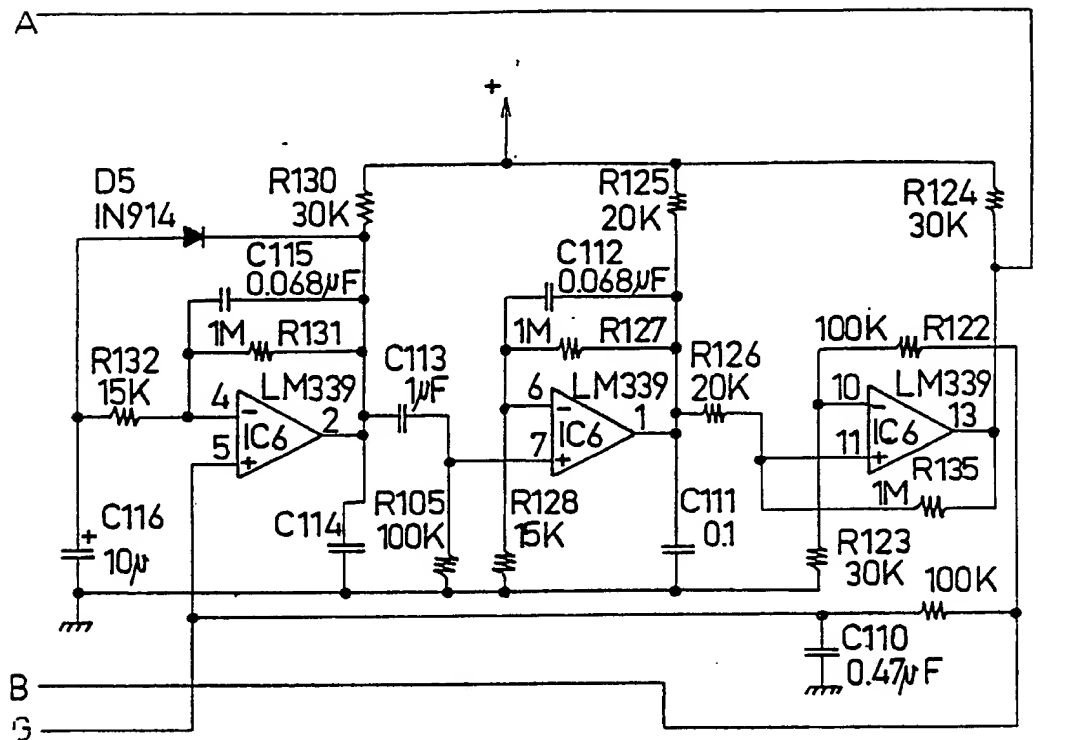 A
+
D5
IN914
R130
30K
R125
20K
R124
30K
C115
0.068µF
C112
0.068µF
1M R131
1M R127
100K R122
R132
15K
C113
1µF
R126
20K
LM339
4 −
5 +
IC6
2
LM339
6 −
7 +
IC6
1
LM339
10 −
11 +
IC6
13
R135
1M
C116
+
10µ
C114
R105
100K
R128
15K
C111
0.1
R123
30K
100K
C110
0.47µF
B